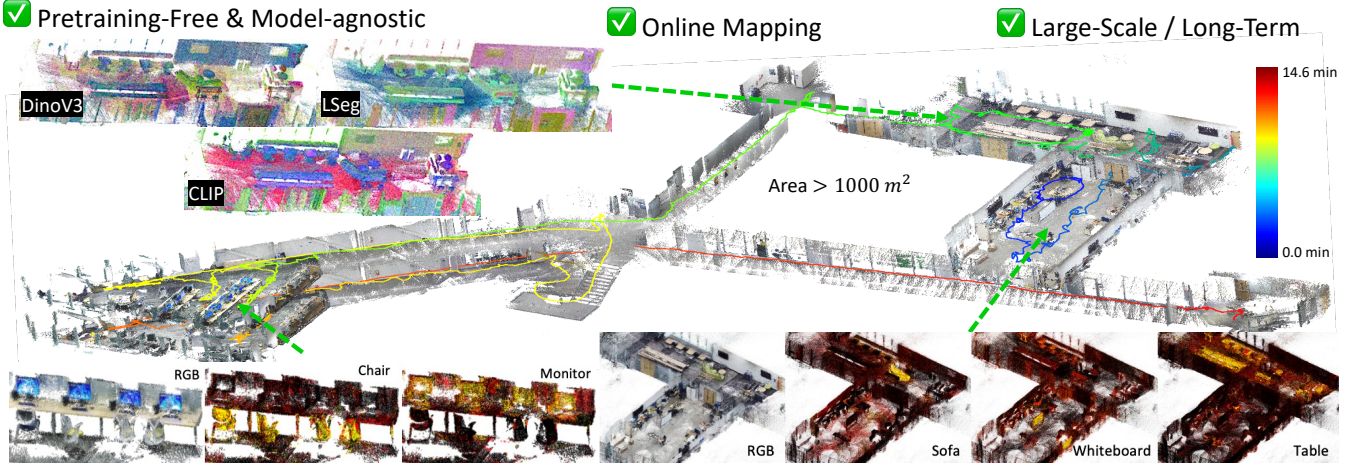 ✅ Pretraining-Free & Model-agnostic
✅ Online Mapping
✅ Large-Scale / Long-Term
DinoV3
LSeg
CLIP
Area > 1000 m²
14.6 min
0.0 min
RGB
Chair
Monitor
RGB
Sofa
Whiteboard
Table